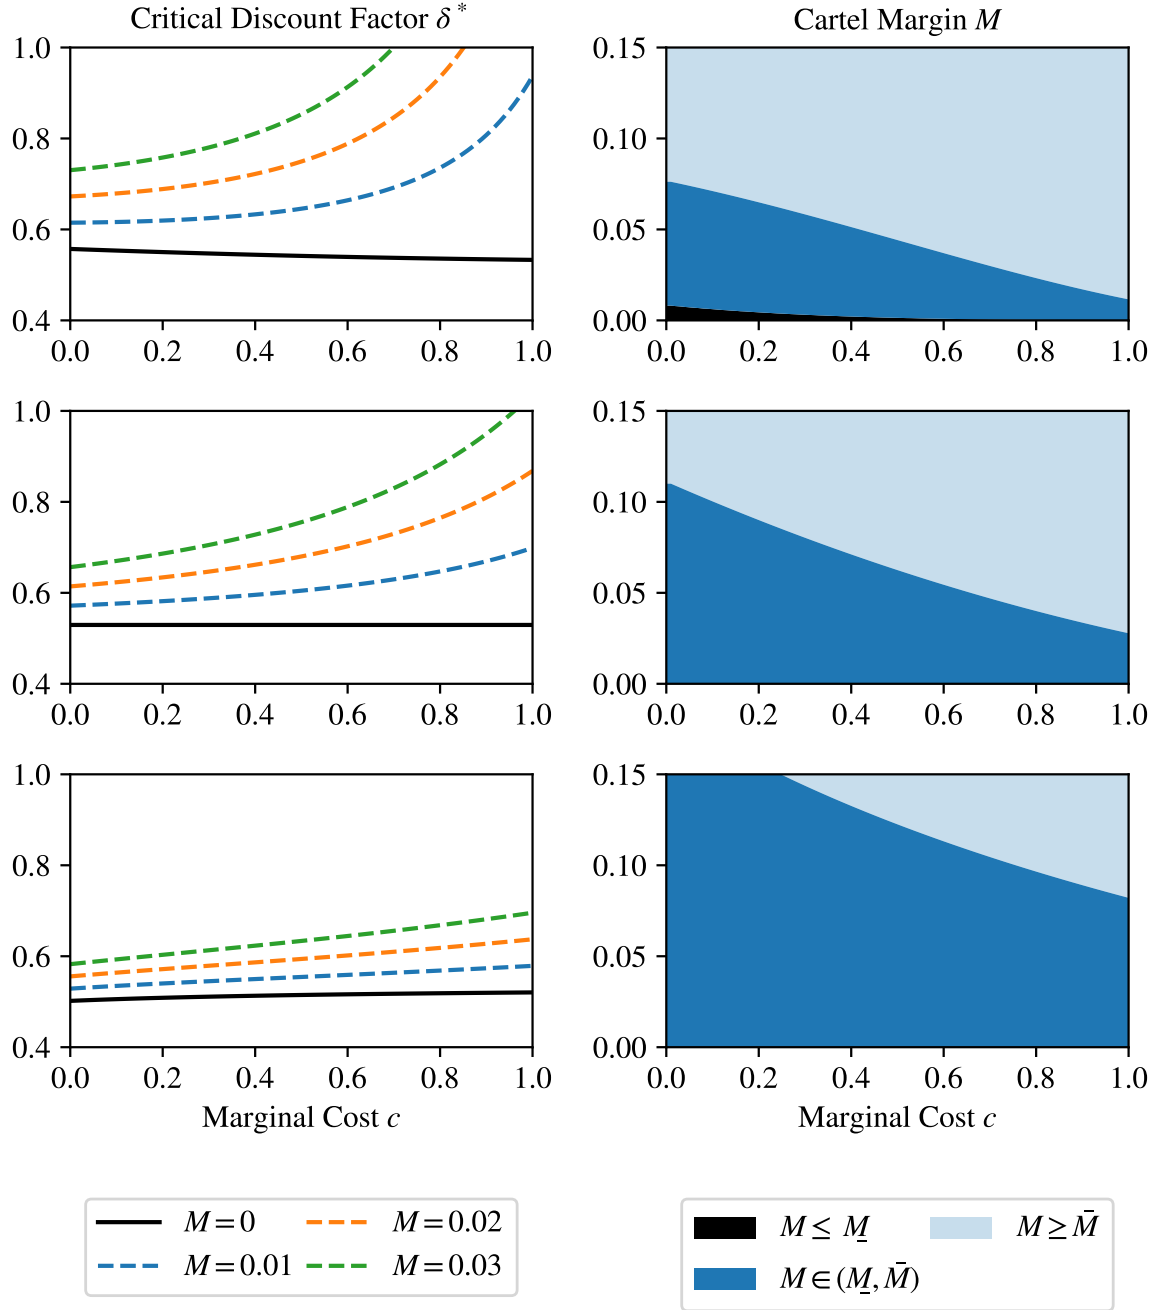 Critical Discount Factor δ*
Cartel Margin M
1.0
0.8
0.6
0.4
0.0 0.2 0.4 0.6 0.8 1.0
0.15
0.10
0.05
0.00
0.0 0.2 0.4 0.6 0.8 1.0
1.0
0.8
0.6
0.4
0.0 0.2 0.4 0.6 0.8 1.0
0.15
0.10
0.05
0.00
0.0 0.2 0.4 0.6 0.8 1.0
1.0
0.8
0.6
0.4
0.0 0.2 0.4 0.6 0.8 1.0
Marginal Cost c
0.15
0.10
0.05
0.00
0.0 0.2 0.4 0.6 0.8 1.0
Marginal Cost c
M = 0
M = 0.01
M = 0.02
M = 0.03
M ≤ M̲
M ∈ (M̲, M̄)
M ≥ M̄